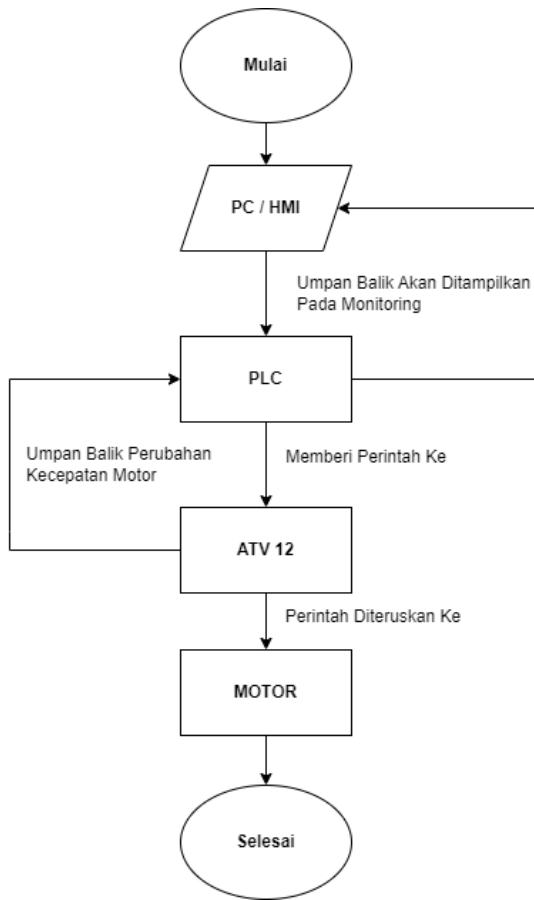 Mulai
PC / HMI
Umpan Balik Akan Ditampilkan
Pada Monitoring
PLC
Umpan Balik Perubahan
Kecepatan Motor
Memberi Perintah Ke
ATV 12
Perintah Diteruskan Ke
MOTOR
Selesai